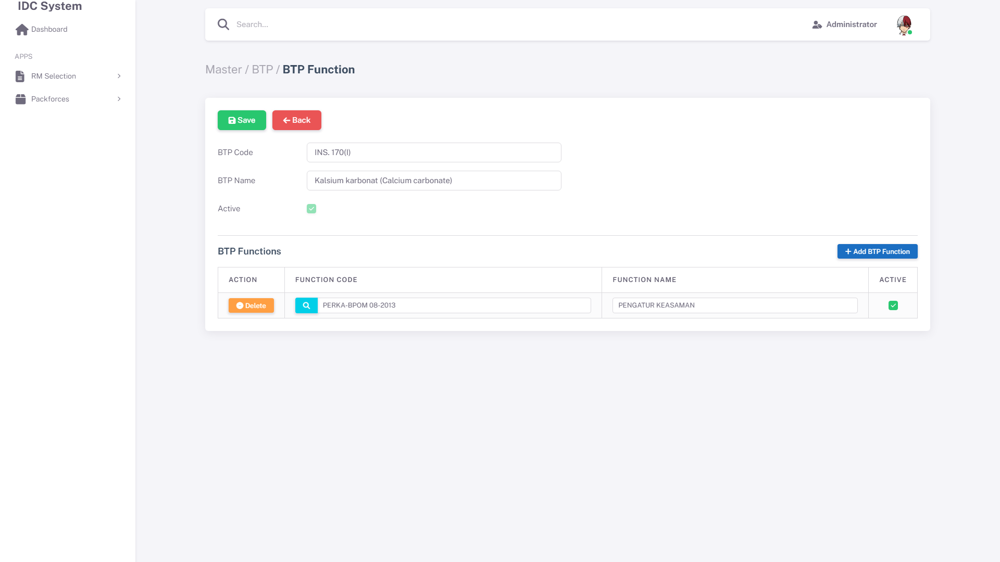 IDC System
Dashboard
APPS
RM Selection
Packforces
Search...
Administrator
Master / BTP / BTP Function
Save
Back
BTP Code
INS. 170(I)
BTP Name
Kalsium karbonat (Calcium carbonate)
Active
BTP Functions
Add BTP Function
ACTION FUNCTION CODE FUNCTION NAME ACTIVE
Delete PERKA-BPOM 08-2013 PENGATUR KEASAMAN